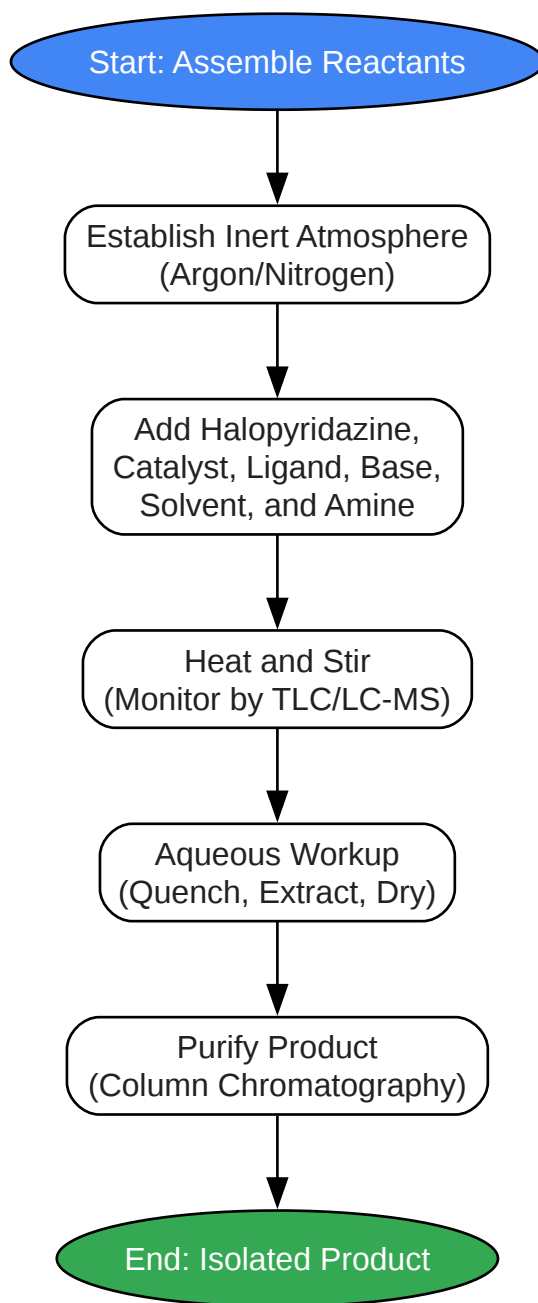 Start: Assemble Reactants
Establish Inert Atmosphere
(Argon/Nitrogen)
Add Halopyridazine,
Catalyst, Ligand, Base,
Solvent, and Amine
Heat and Stir
(Monitor by TLC/LC-MS)
Aqueous Workup
(Quench, Extract, Dry)
Purify Product
(Column Chromatography)
End: Isolated Product